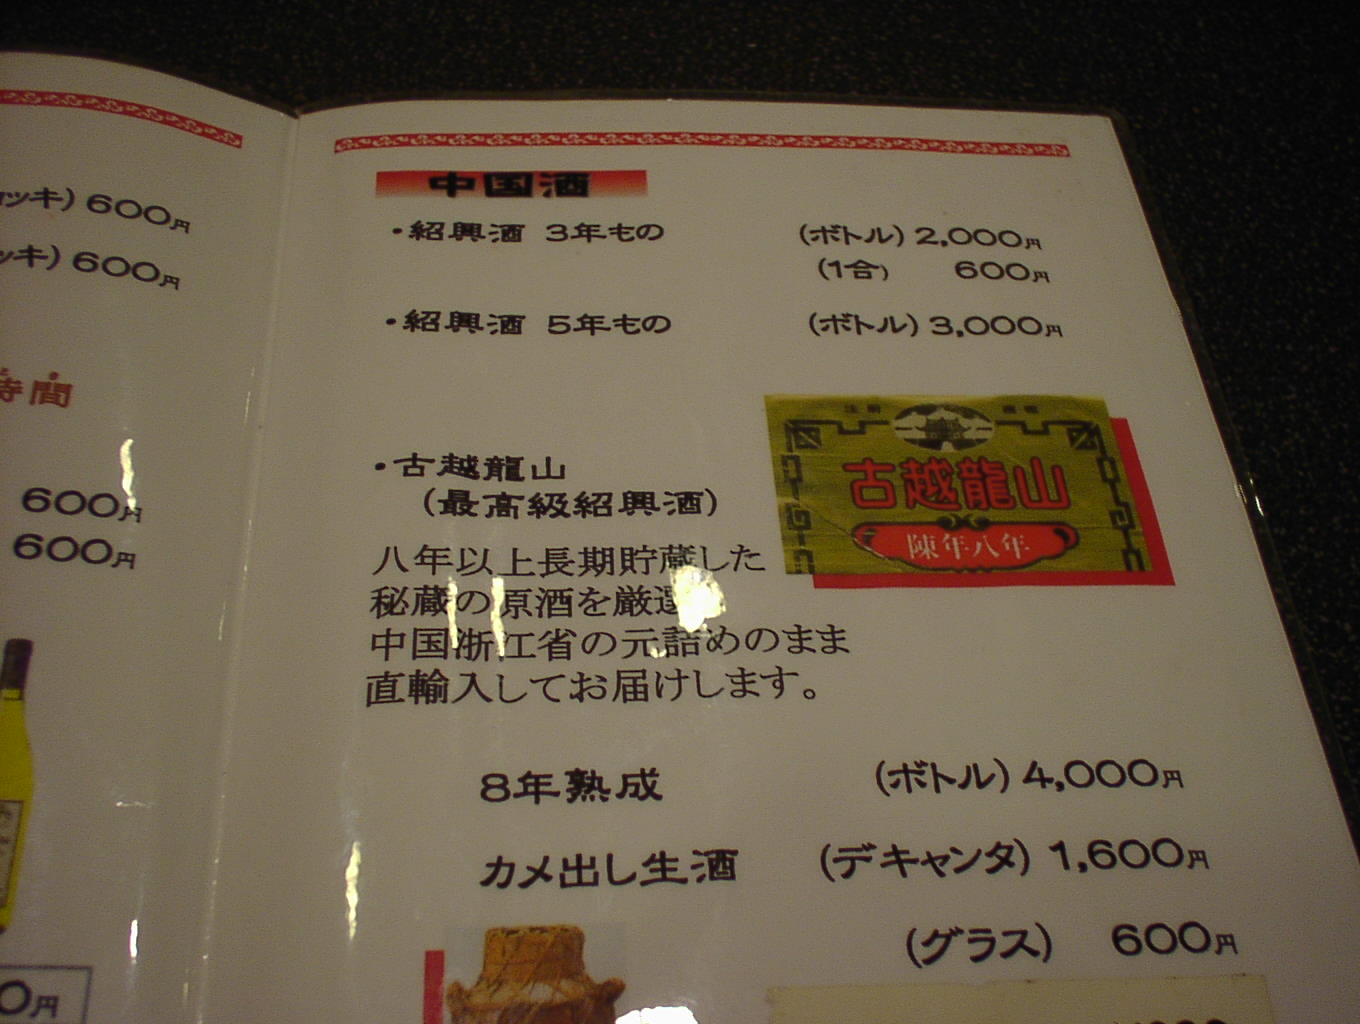 ッキ) 600円
ッキ) 600円
時間
600円
600円
0円
中国酒
・紹興酒 3年もの (ボトル) 2,000円
(1合) 600円
・紹興酒 5年もの (ボトル) 3,000円
・古越龍山
(最高級紹興酒)
古越龍山
陳年八年
八年以上長期貯蔵した
秘蔵の原酒を厳選
中国浙江省の元詰めのまま
直輸入してお届けします。
8年熟成 (ボトル) 4,000円
カメ出し生酒 (デキャンタ) 1,600円
(グラス) 600円